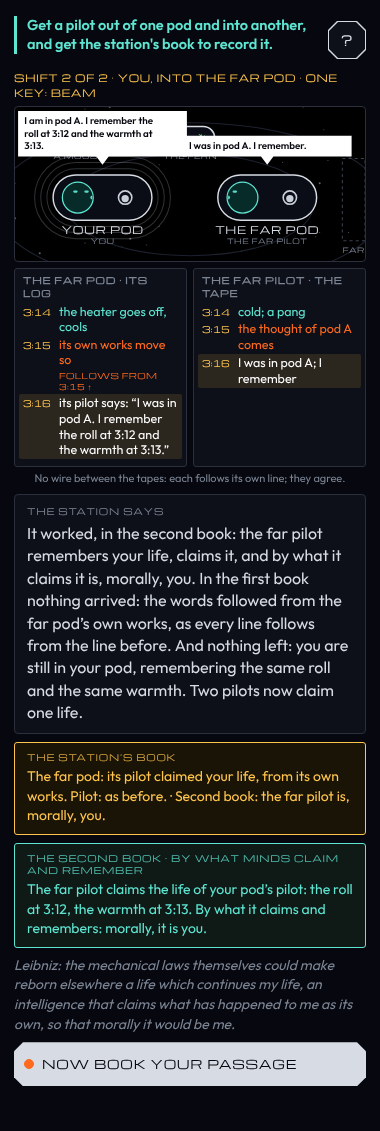 Get a pilot out of one pod and into another,
and get the station's book to record it.
?
SHIFT 2 OF 2 · YOU, INTO THE FAR POD · ONE
KEY: BEAM
I am in pod A. I remember the
roll at 3:12 and the warmth at
3:13.
I was in pod A. I remember.
YOUR POD
YOU
THE FAR POD
THE FAR PILOT
FAR
THE FAR POD · ITS
LOG
3:14 the heater goes off,
cools
3:15 its own works move
so
FOLLOWS FROM
3:15 ↑
3:16 its pilot says: “I was in
pod A. I remember
the roll at 3:12 and
the warmth at 3:13.”
THE FAR PILOT · THE
TAPE
3:14 cold; a pang
3:15 the thought of pod A
comes
3:16 I was in pod A; I
remember
No wire between the tapes: each follows its own line; they agree.
THE STATION SAYS
It worked, in the second book: the far pilot
remembers your life, claims it, and by what it
claims it is, morally, you. In the first book
nothing arrived: the words followed from the
far pod’s own works, as every line follows
from the line before. And nothing left: you are
still in your pod, remembering the same roll
and the same warmth. Two pilots now claim
one life.
THE STATION’S BOOK
The far pod: its pilot claimed your life, from its own
works. Pilot: as before. · Second book: the far pilot is,
morally, you.
THE SECOND BOOK · BY WHAT MINDS CLAIM
AND REMEMBER
The far pilot claims the life of your pod’s pilot: the roll
at 3:12, the warmth at 3:13. By what it claims and
remembers: morally, it is you.
Leibniz: the mechanical laws themselves could make
reborn elsewhere a life which continues my life, an
intelligence that claims what has happened to me as its
own, so that morally it would be me.
NOW BOOK YOUR PASSAGE